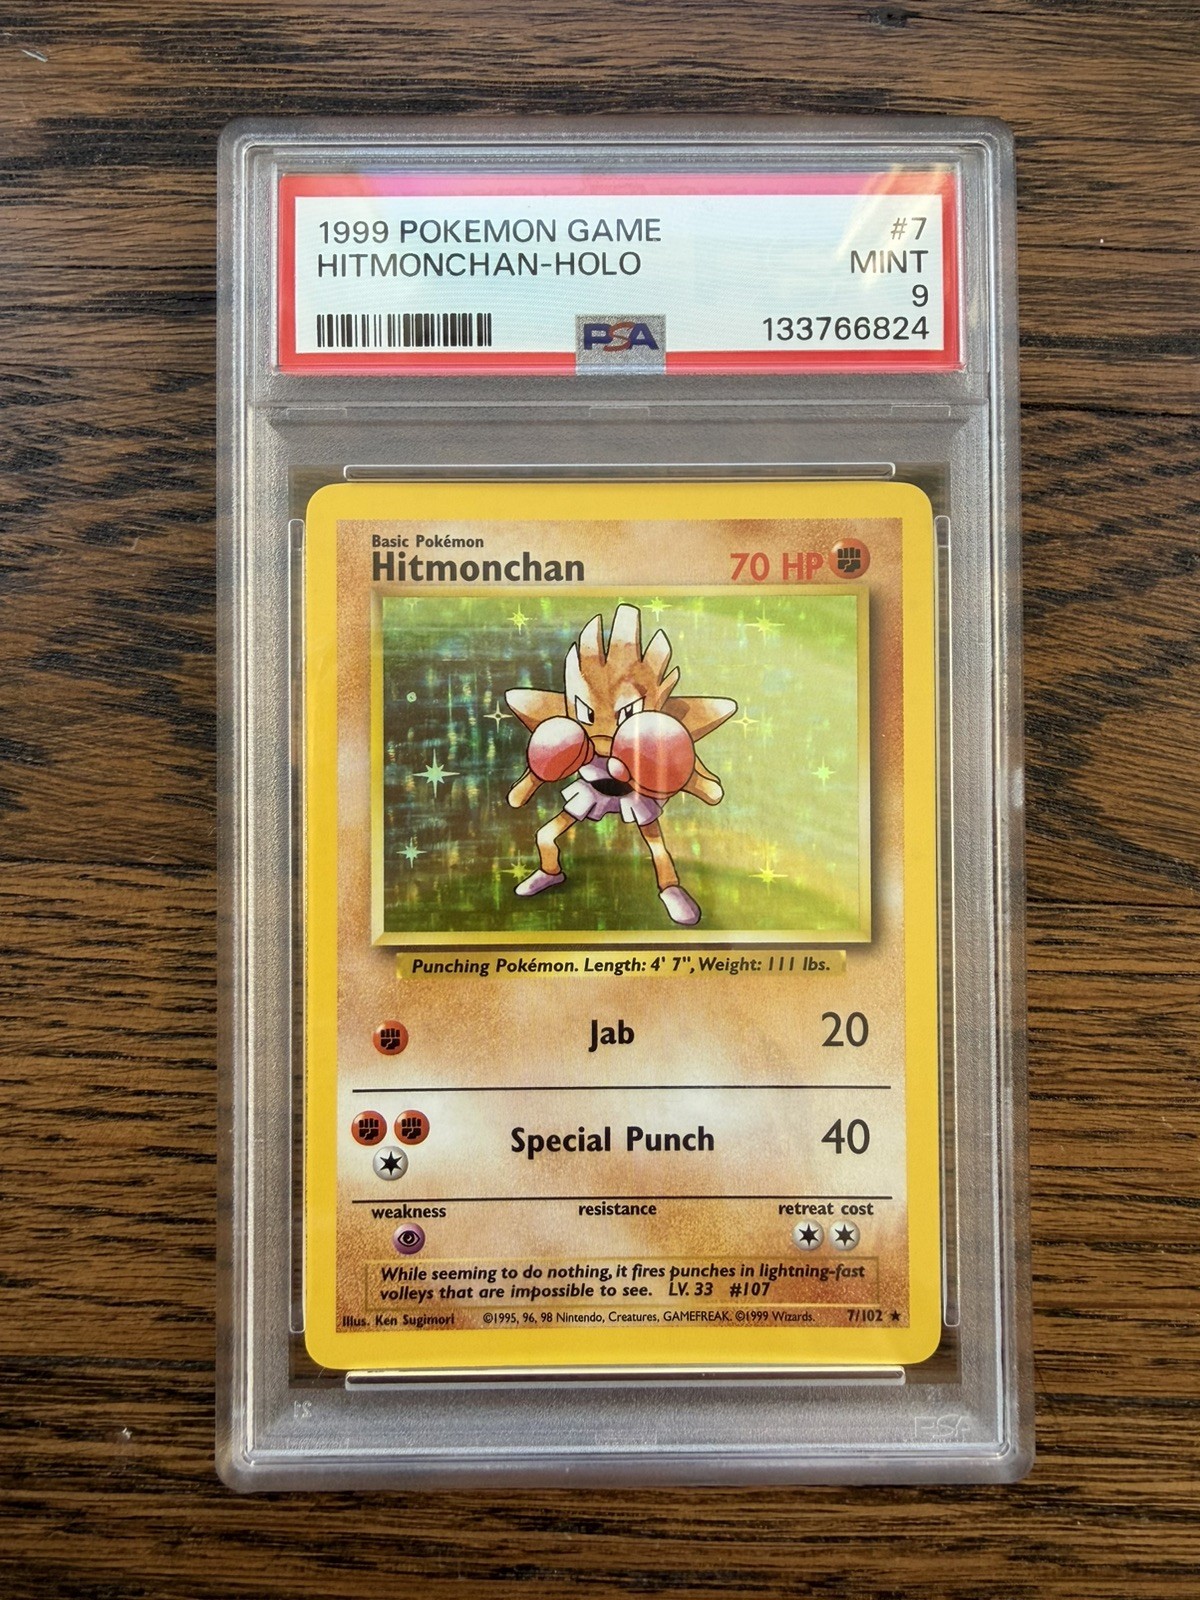 1999 POKEMON GAME #7
HITMONCHAN-HOLO MINT
9
PSA 133766824
Basic Pokémon
Hitmonchan 70 HP
Punching Pokémon. Length: 4' 7", Weight: 111 lbs.
Jab 20
Special Punch 40
weakness resistance retreat cost
While seeming to do nothing, it fires punches in lightning-fast
volleys that are impossible to see. LV. 33 #107
Illus. Ken Sugimori ©1995, 96, 98 Nintendo, Creatures, GAMEFREAK. ©1999 Wizards. 7/102 ★
PSA